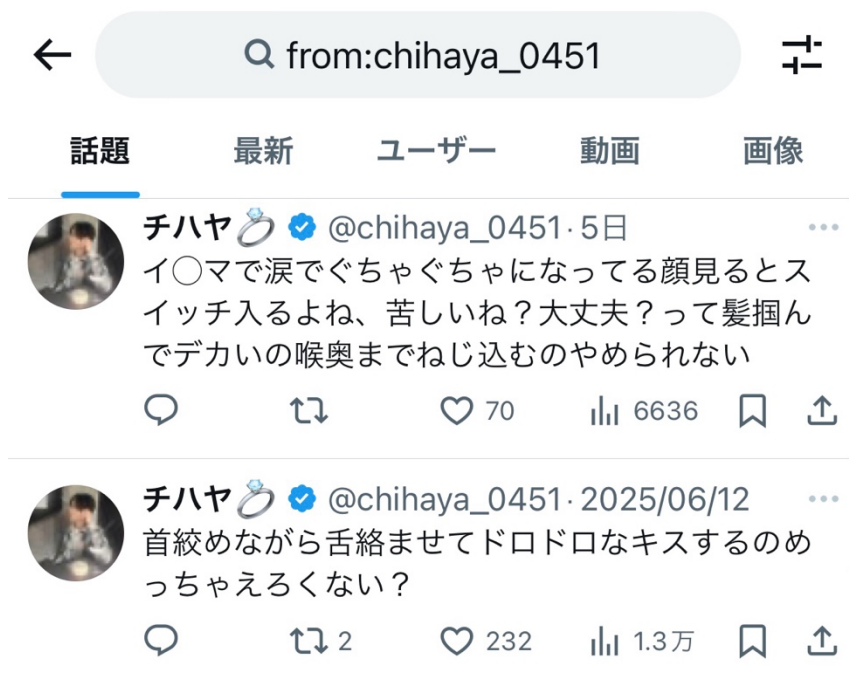 from:chihaya_0451
話題 最新 ユーザー 動画 画像
チハヤ💍 @chihaya_0451·5日
イ◯マで涙でぐちゃぐちゃになってる顔見るとス
イッチ入るよね、苦しいね？大丈夫？って髪掴ん
でデカいの喉奥までねじ込むのやめられない
70 6636
チハヤ💍 @chihaya_0451·2025/06/12
首絞めながら舌絡ませてドロドロなキスするのめ
っちゃえろくない？
2 232 1.3万